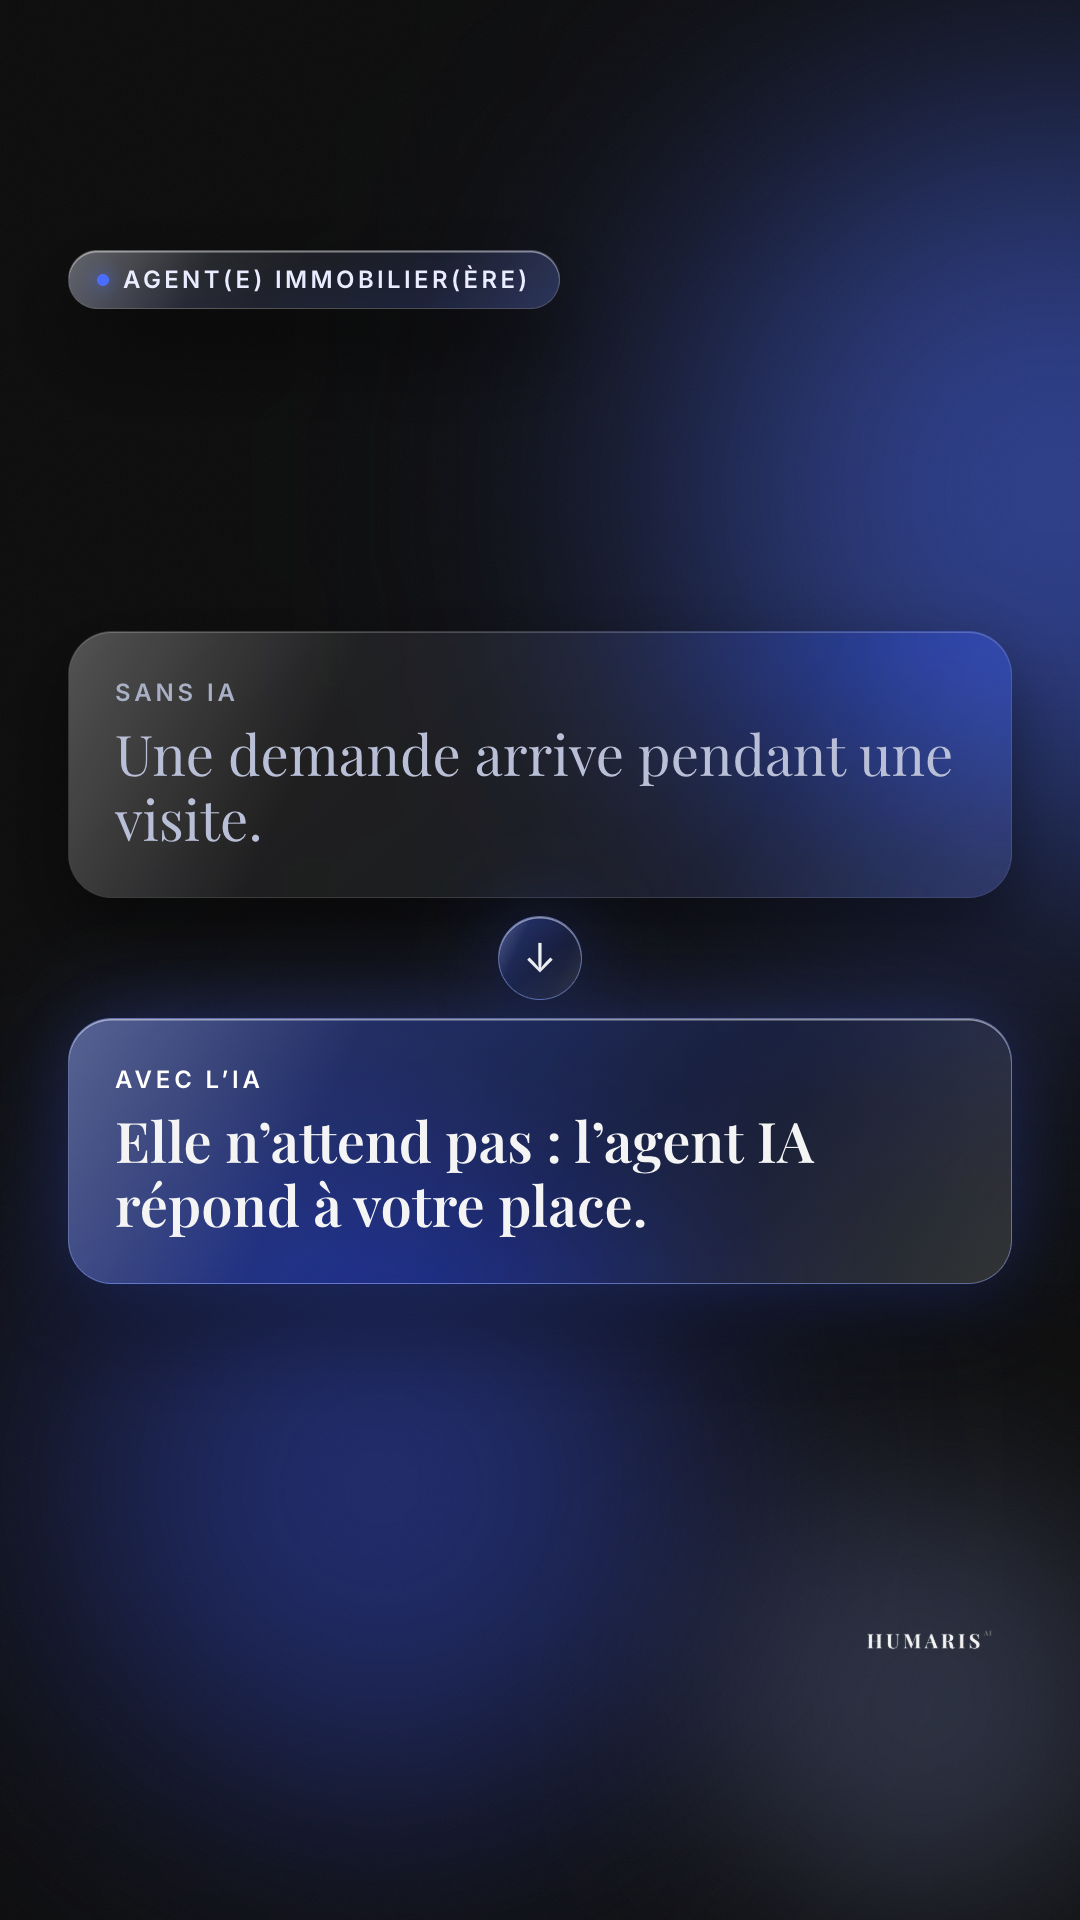 AGENT(E) IMMOBILIER(ÈRE)
SANS IA
Une demande arrive pendant une
visite.
AVEC L’IA
Elle n’attend pas : l’agent IA
répond à votre place.
HUMARIS